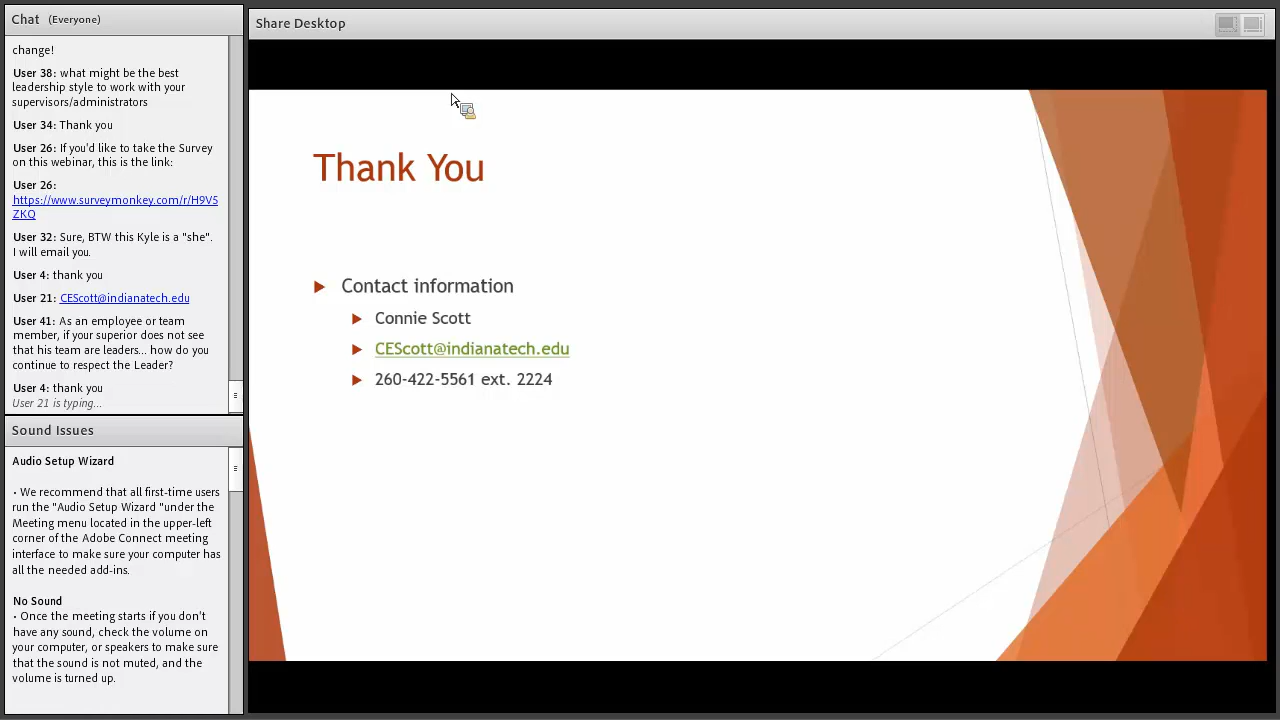 Chat (Everyone)
change!
User 38: what might be the best
leadership style to work with your
supervisors/administrators
User 34: Thank you
User 26: If you'd like to take the Survey
on this webinar, this is the link:
User 26:
https://www.surveymonkey.com/r/H9V5
ZKQ
User 32: Sure, BTW this Kyle is a "she".
I will email you.
User 4: thank you
User 21: CEScott@indianatech.edu
User 41: As an employee or team
member, if your superior does not see
that his team are leaders... how do you
continue to respect the Leader?
User 4: thank you
User 21 is typing...
Sound Issues
Audio Setup Wizard
• We recommend that all first-time users
run the "Audio Setup Wizard "under the
Meeting menu located in the upper-left
corner of the Adobe Connect meeting
interface to make sure your computer has
all the needed add-ins.
No Sound
• Once the meeting starts if you don't
have any sound, check the volume on
your computer, or speakers to make sure
that the sound is not muted, and the
volume is turned up.
Share Desktop
Thank You
Contact information
Connie Scott
CEScott@indianatech.edu
260-422-5561 ext. 2224